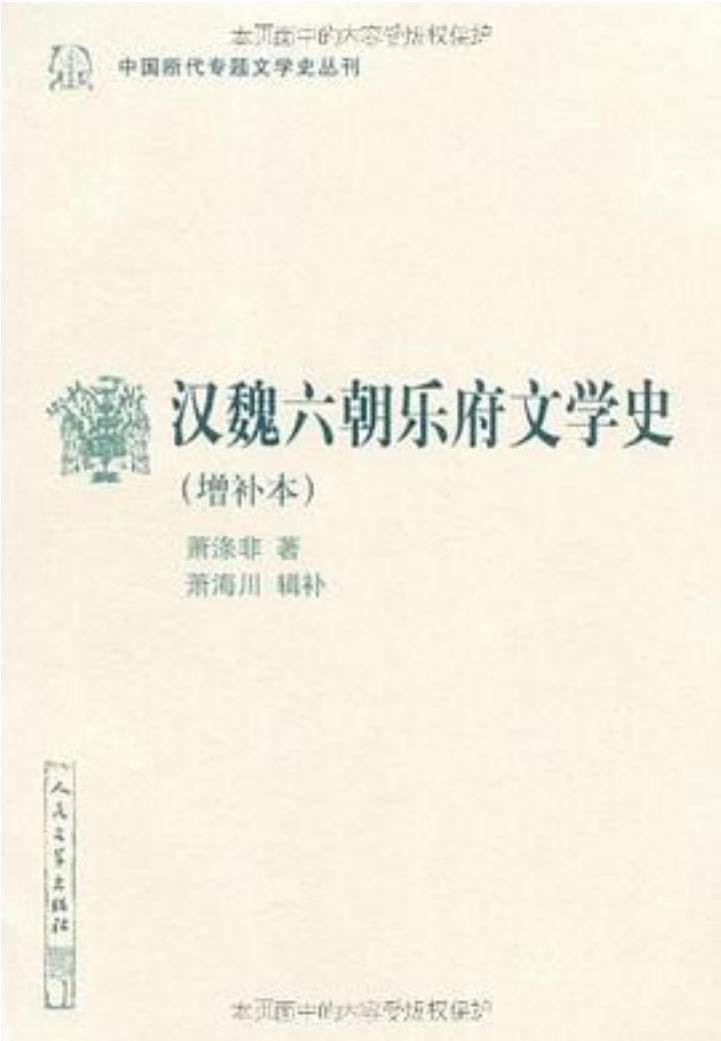 本页面中的内容受版权保护
中国断代专题文学史丛刊
汉魏六朝乐府文学史
（增补本）
萧涤非 著
萧海川 辑补
人民文学出版社
本页面中的内容受版权保护